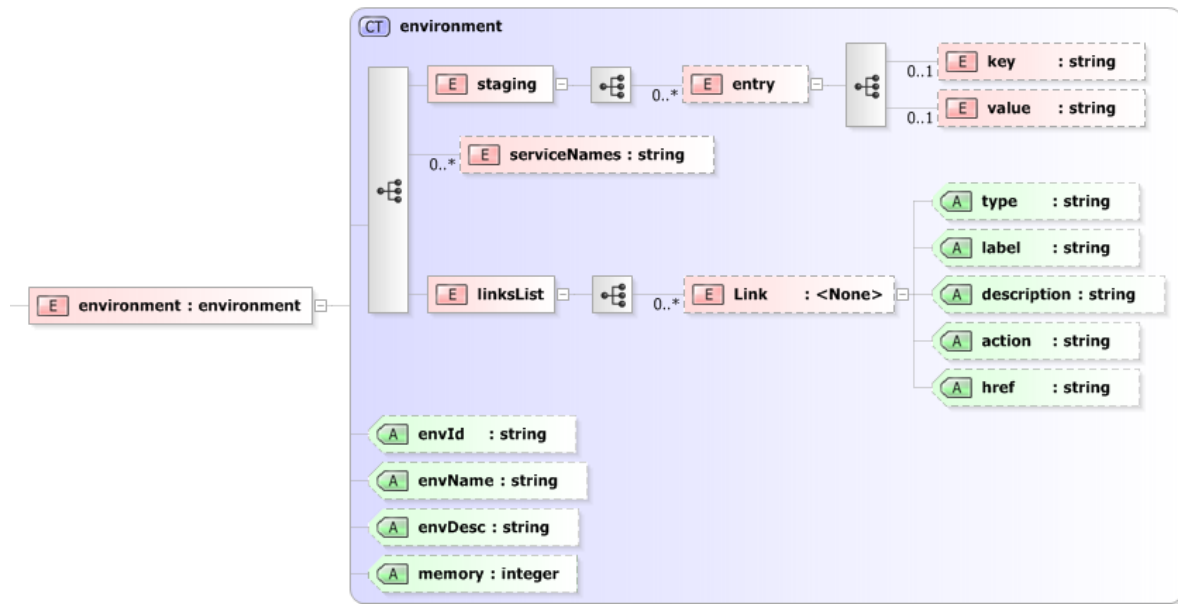 CT environment
E staging
0..*
E entry
0..1
E key : string
0..1
E value : string
0..*
E serviceNames : string
E environment : environment
E linksList
0..*
E Link : <None>
A type : string
A label : string
A description : string
A action : string
A href : string
A envId : string
A envName : string
A envDesc : string
A memory : integer